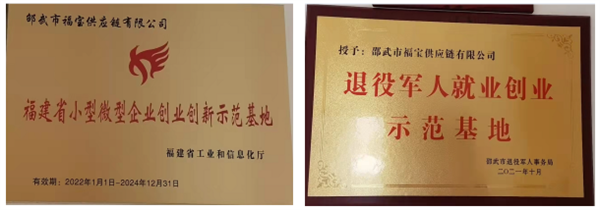 邵武市福宝供应链有限公司
福建省小型微型企业创业创新示范基地
福建省工业和信息化厅
有效期：2022年1月1日-2024年12月31日
授予：邵武市福宝供应链有限公司
退役军人就业创业
示范基地
邵武市退役军人事务局
二〇二一年十月